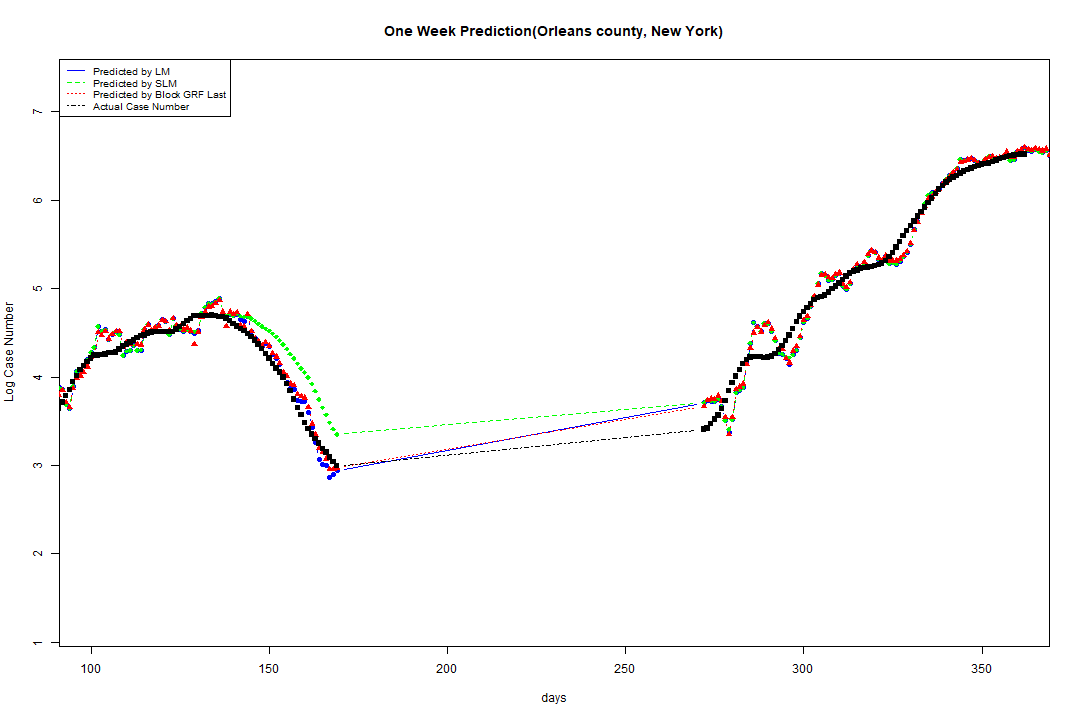 One Week Prediction(Orleans county, New York)
Predicted by LM
Predicted by SLM
Predicted by Block GRF Last
Actual Case Number
7
6
5
4
3
2
1
Log Case Number
100 150 200 250 300 350
days